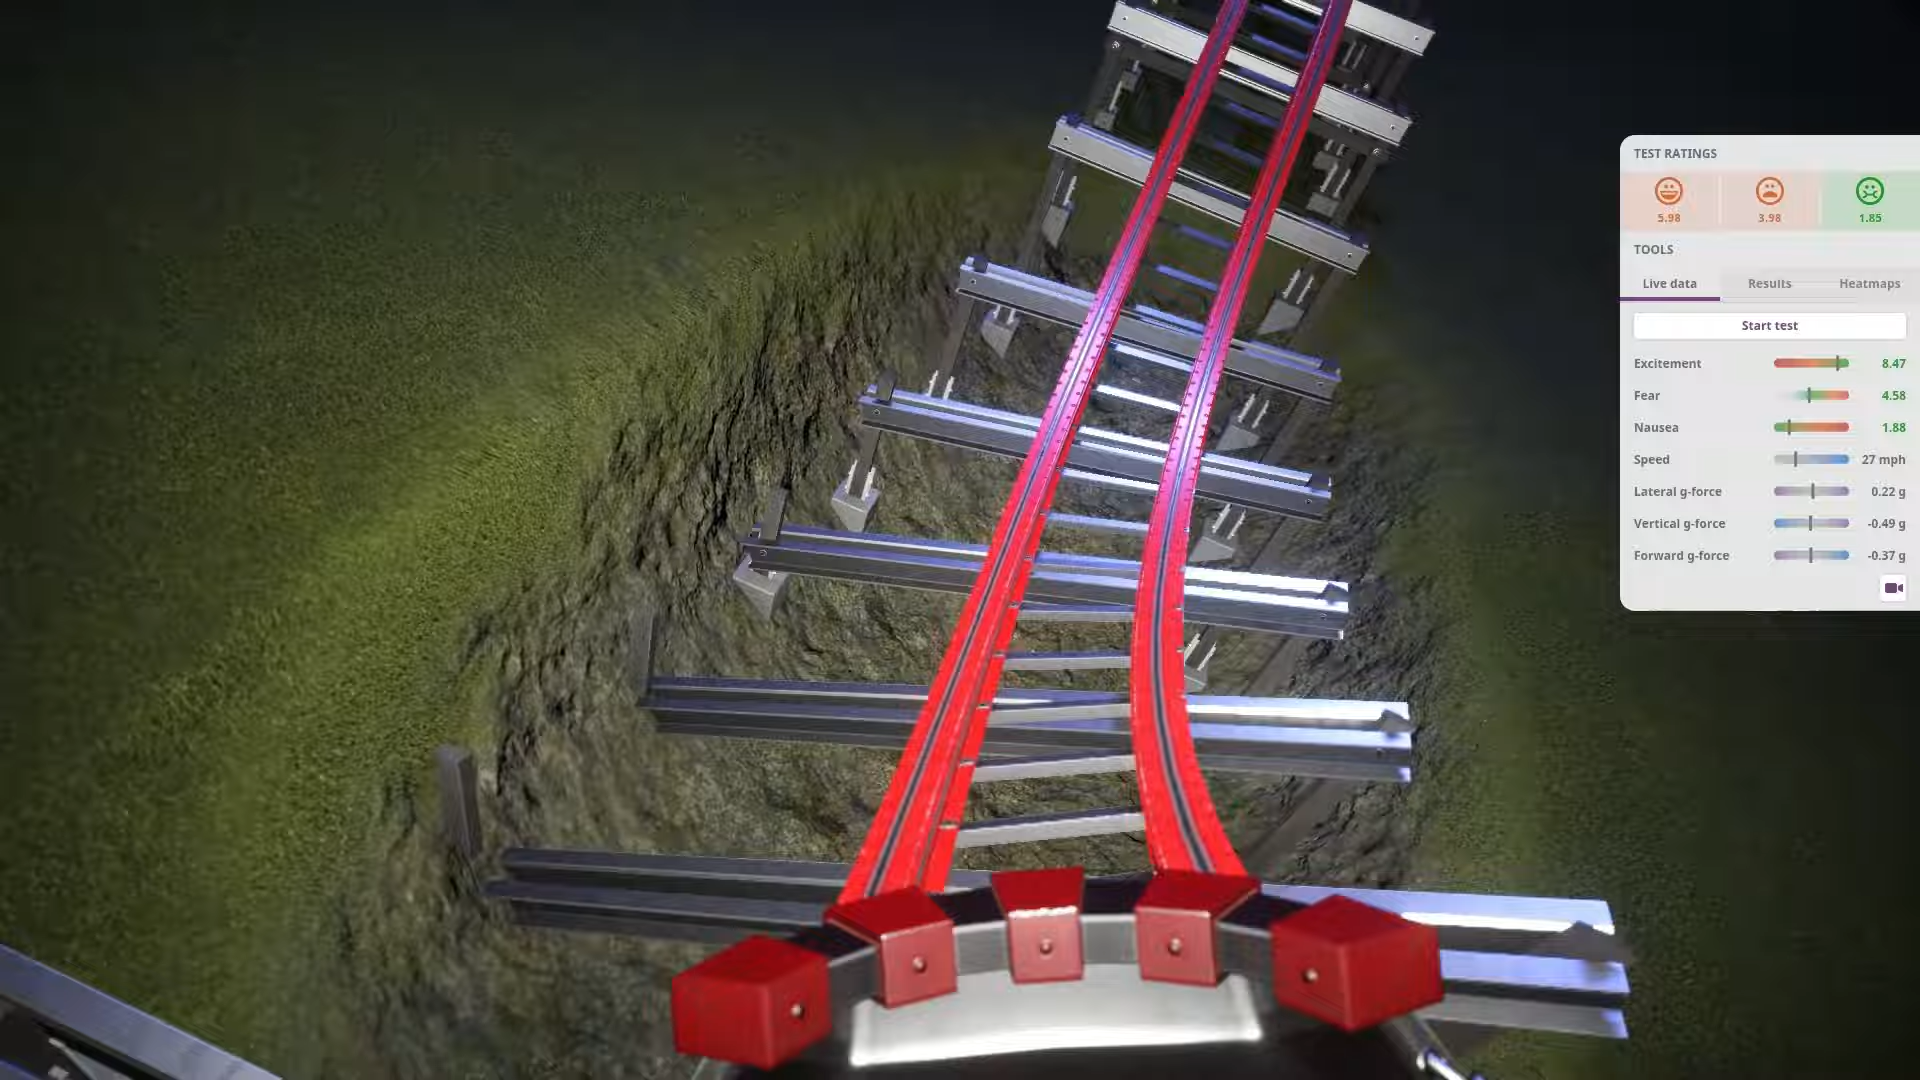 TEST RATINGS
5.98 3.98 1.85
TOOLS
Live data Results Heatmaps
Start test
Excitement 8.47
Fear 4.58
Nausea 1.88
Speed 27 mph
Lateral g-force 0.22 g
Vertical g-force -0.49 g
Forward g-force -0.37 g